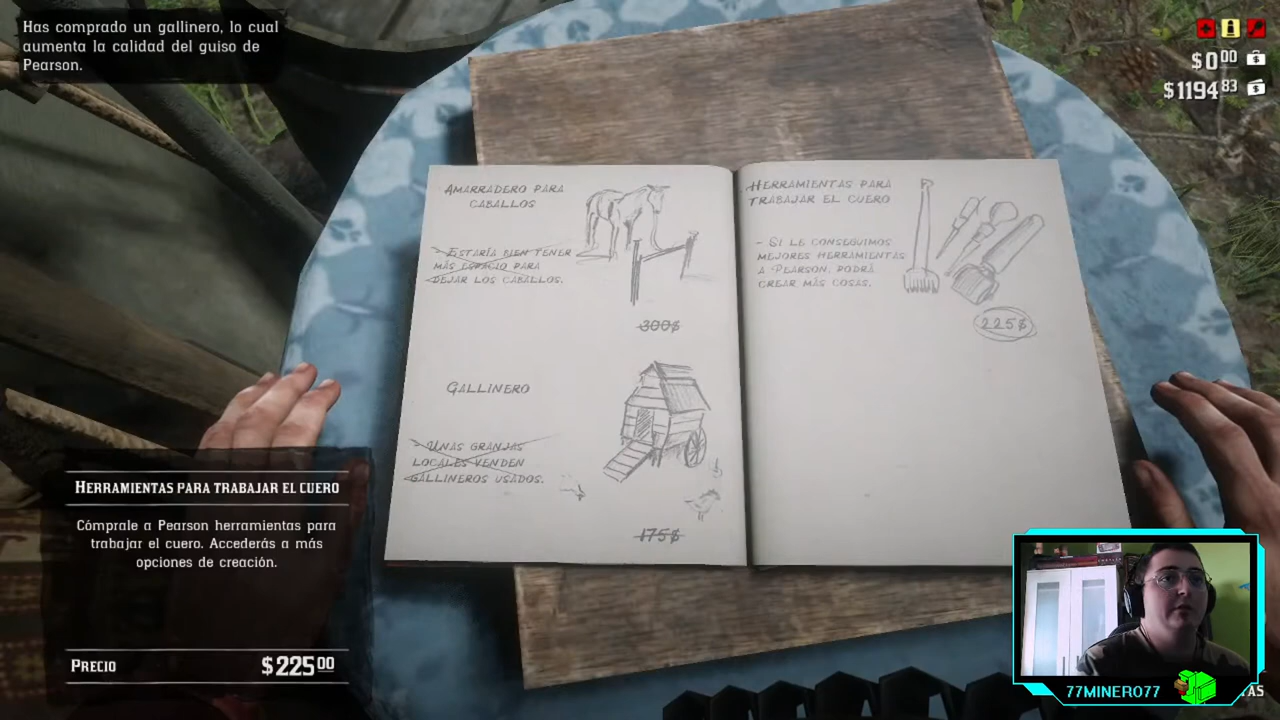 Has comprado un gallinero, lo cual
aumenta la calidad del guiso de
Pearson.
$0 00
$1194 83
AMARRADERO PARA
CABALLOS
- ESTARÍA BIEN TENER
MÁS ESPACIO PARA
DEJAR LOS CABALLOS.
300$
GALLINERO
- UNAS GRANJAS
LOCALES VENDEN
GALLINEROS USADOS.
175$
HERRAMIENTAS PARA
TRABAJAR EL CUERO
- SI LE CONSEGUIMOS
MEJORES HERRAMIENTAS
A PEARSON, PODRÁ
CREAR MÁS COSAS.
225$
HERRAMIENTAS PARA TRABAJAR EL CUERO
Cómprale a Pearson herramientas para
trabajar el cuero. Accederás a más
opciones de creación.
PRECIO $225 00
77MINERO77